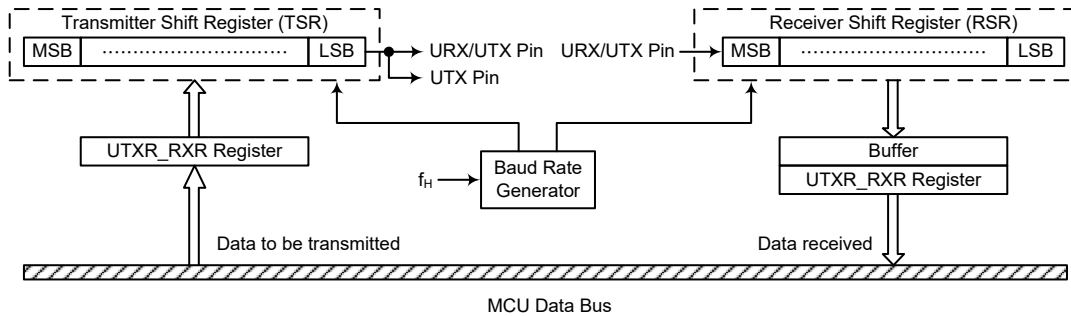 Transmitter Shift Register (TSR)
MSB ………………………… LSB
URX/UTX Pin
UTX Pin
Receiver Shift Register (RSR)
URX/UTX Pin
MSB ………………………… LSB
UTXR_RXR Register
Baud Rate
Generator
fH
Buffer
UTXR_RXR Register
Data to be transmitted
Data received
MCU Data Bus